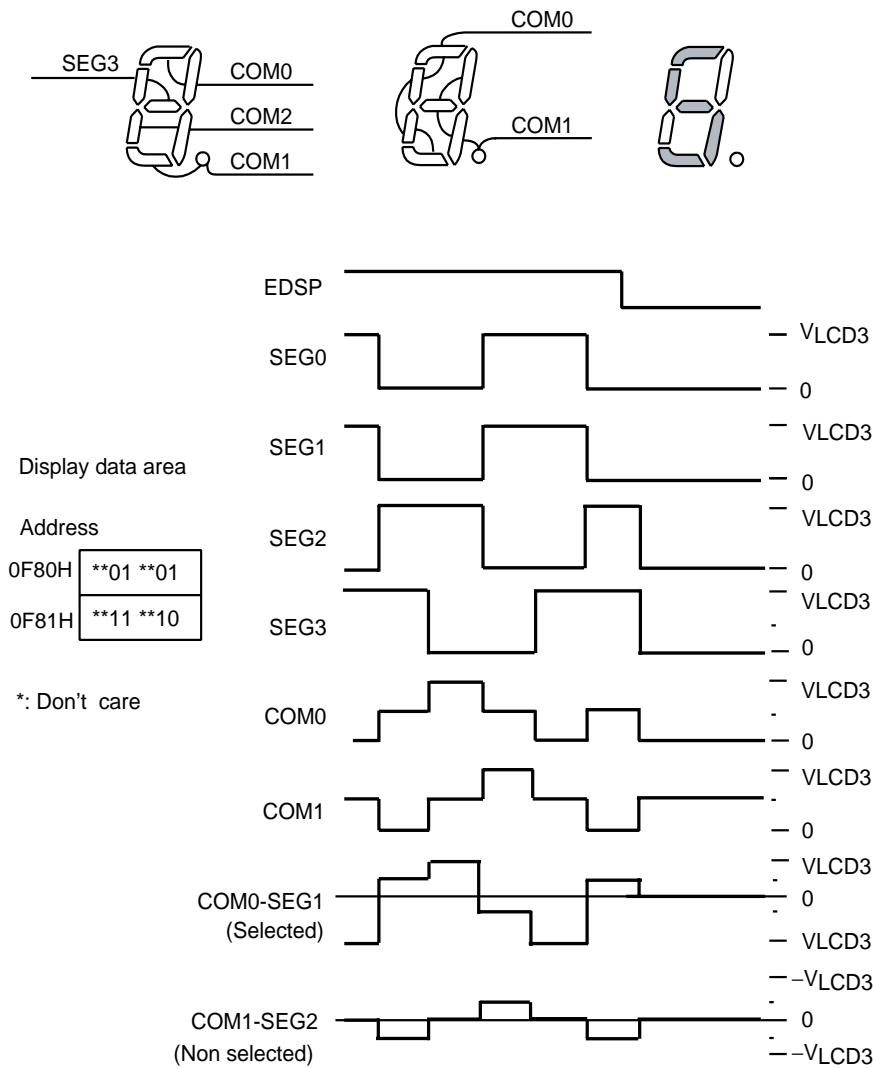 SEG3
COM0
COM2
COM1
COM0
COM1
EDSP
SEG0
VLCD3
0
SEG1
VLCD3
0
Display data area
Address
0F80H **01 **01
0F81H **11 **10
*: Don't care
SEG2
VLCD3
0
SEG3
VLCD3
0
COM0
VLCD3
0
COM1
VLCD3
0
COM0-SEG1
(Selected)
VLCD3
0
VLCD3
COM1-SEG2
(Non selected)
−VLCD3
0
−VLCD3